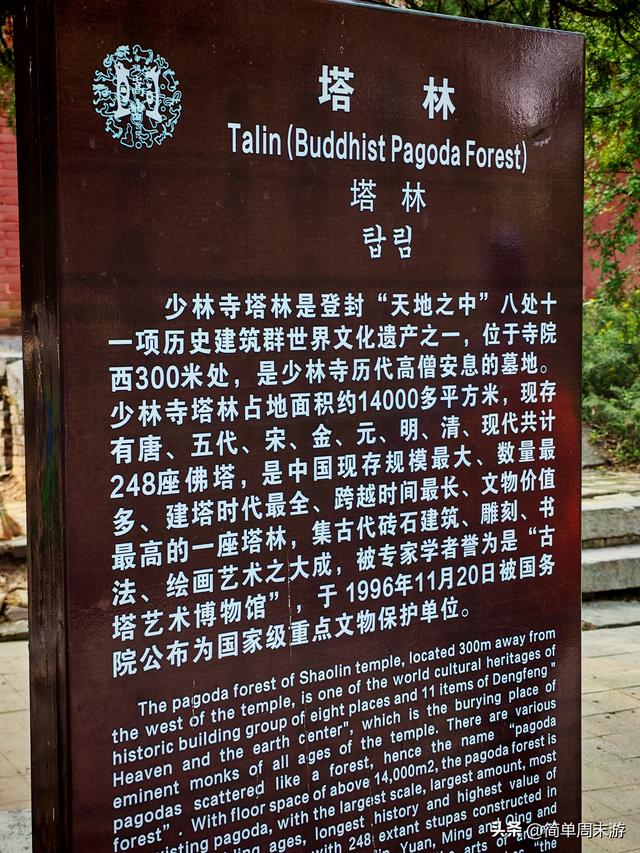 塔林
Talin (Buddhist Pagoda Forest)
塔林
탑림
少林寺塔林是登封“天地之中”八处十
一项历史建筑群世界文化遗产之一，位于寺院
西300米处，是少林寺历代高僧安息的墓地。
少林寺塔林占地面积约14000多平方米，现存
有唐、五代、宋、金、元、明、清、现代共计
248座佛塔，是中国现存规模最大、数量最
多、建塔时代最全、跨越时间最长、文物价值
最高的一座塔林，集古代砖石建筑、雕刻、书
法、绘画艺术之大成，被专家学者誉为是“古
塔艺术博物馆”，于1996年11月20日被国务
院公布为国家级重点文物保护单位。
The pagoda forest of Shaolin temple, located 300m away from
the west of the temple, is one of the world cultural heritages of
historic building group of eight places and 11 items of Dengfeng "
Heaven and the earth center", which is the burying place of
eminent monks of all ages of the temple. There are various
pagodas scattered like a forest, hence the name "pagoda
forest". With floor space of above 14,000m2, the pagoda forest is
existing pagoda, with the largest scale, largest amount, most
ages, longest history and highest value of
with 248 extant stupas constructed in
Yuan, Ming and Qing and
arts of
"the
头条 @简单周末游